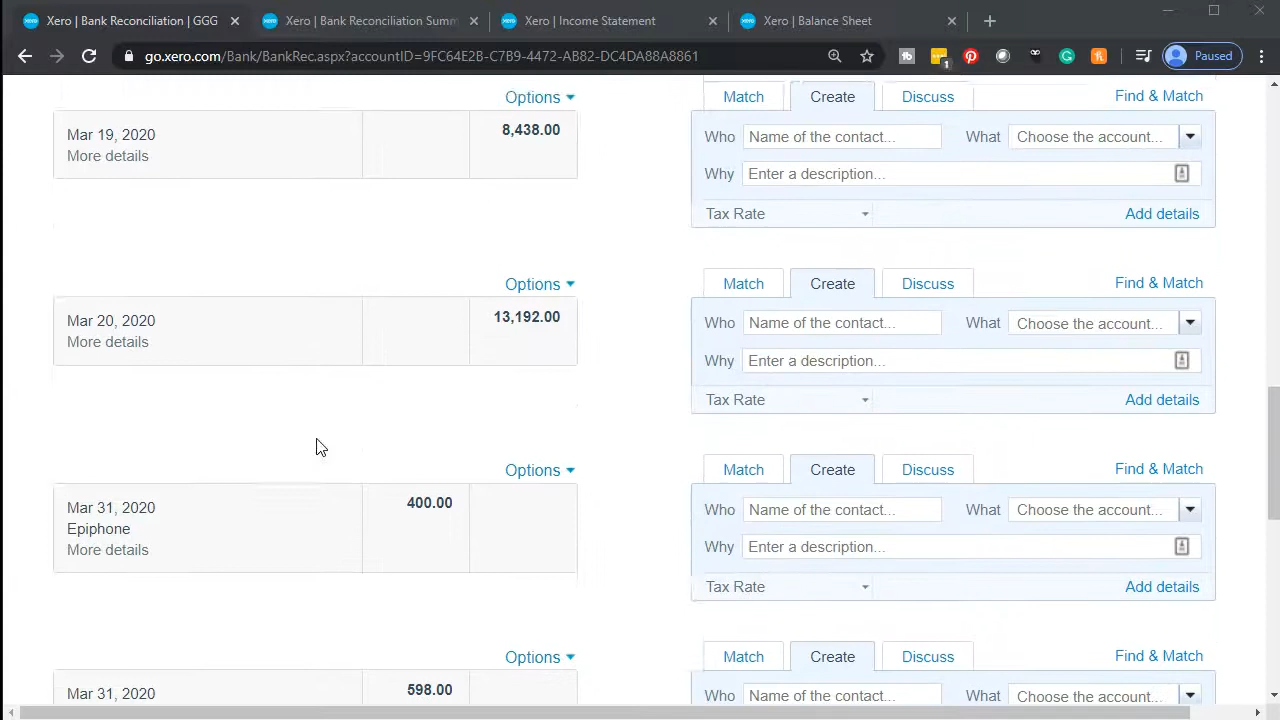 Xero | Bank Reconciliation | GGG
Xero | Bank Reconciliation Summ
Xero | Income Statement
Xero | Balance Sheet
go.xero.com/Bank/BankRec.aspx?accountID=9FC64E2B-C7B9-4472-AB82-DC4DA88A8861
1
Paused
Options
Match Create Discuss Find & Match
Mar 19, 2020 8,438.00
More details
Who Name of the contact... What Choose the account...
Why Enter a description...
Tax Rate Add details
Options
Match Create Discuss Find & Match
Mar 20, 2020 13,192.00
More details
Who Name of the contact... What Choose the account...
Why Enter a description...
Tax Rate Add details
Options
Match Create Discuss Find & Match
Mar 31, 2020 400.00
Epiphone
More details
Who Name of the contact... What Choose the account...
Why Enter a description...
Tax Rate Add details
Options
Match Create Discuss Find & Match
Mar 31, 2020 598.00
Who Name of the contact... What Choose the account...